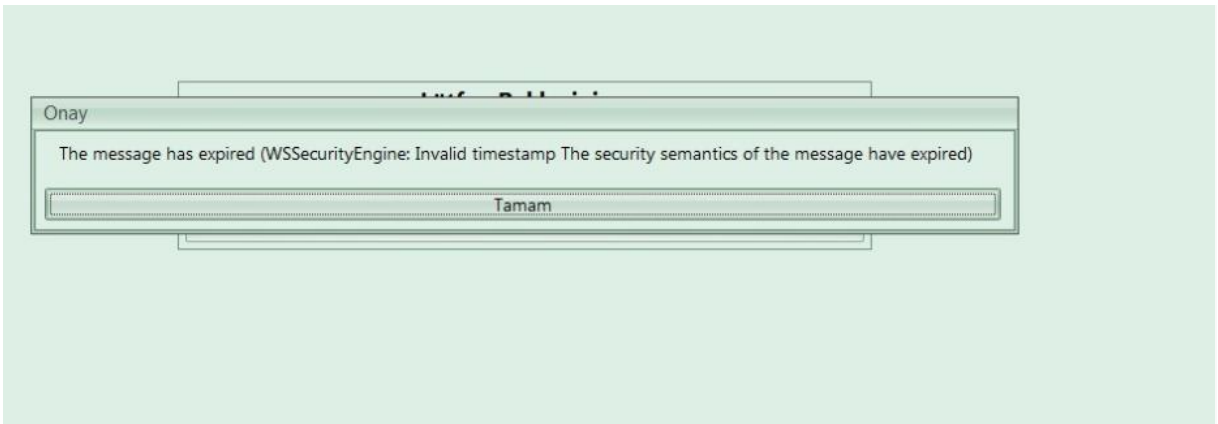 Onay
The message has expired (WSSecurityEngine: Invalid timestamp The security semantics of the message have expired)
Tamam